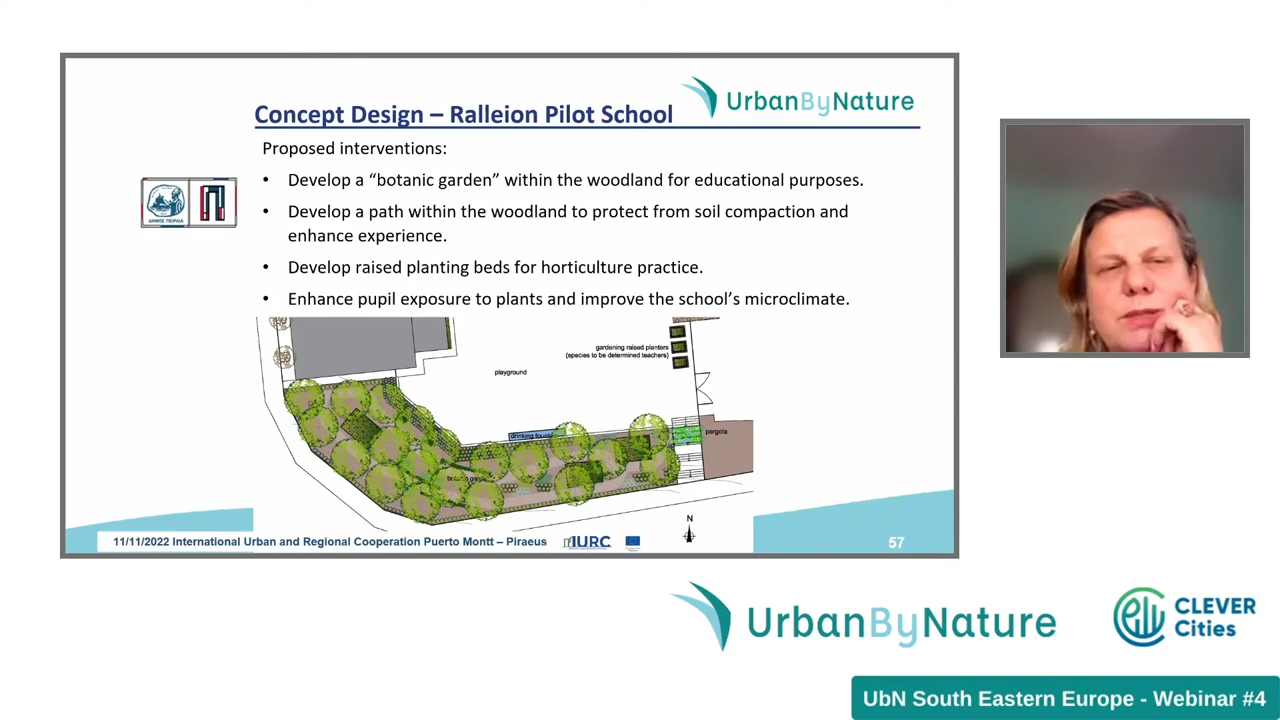 UrbanByNature
Concept Design – Ralleion Pilot School
Proposed interventions:
• Develop a “botanic garden” within the woodland for educational purposes.
• Develop a path within the woodland to protect from soil compaction and
enhance experience.
• Develop raised planting beds for horticulture practice.
• Enhance pupil exposure to plants and improve the school’s microclimate.
ΔΗΜΟΣ ΠΕΙΡΑΙΑ
gardening raised planters
(species to be determined teachers)
playground
drinking
pergola
N
11/11/2022 International Urban and Regional Cooperation Puerto Montt – Piraeus
IURC
57
UrbanByNature
CLEVER
Cities
UbN South Eastern Europe - Webinar #4